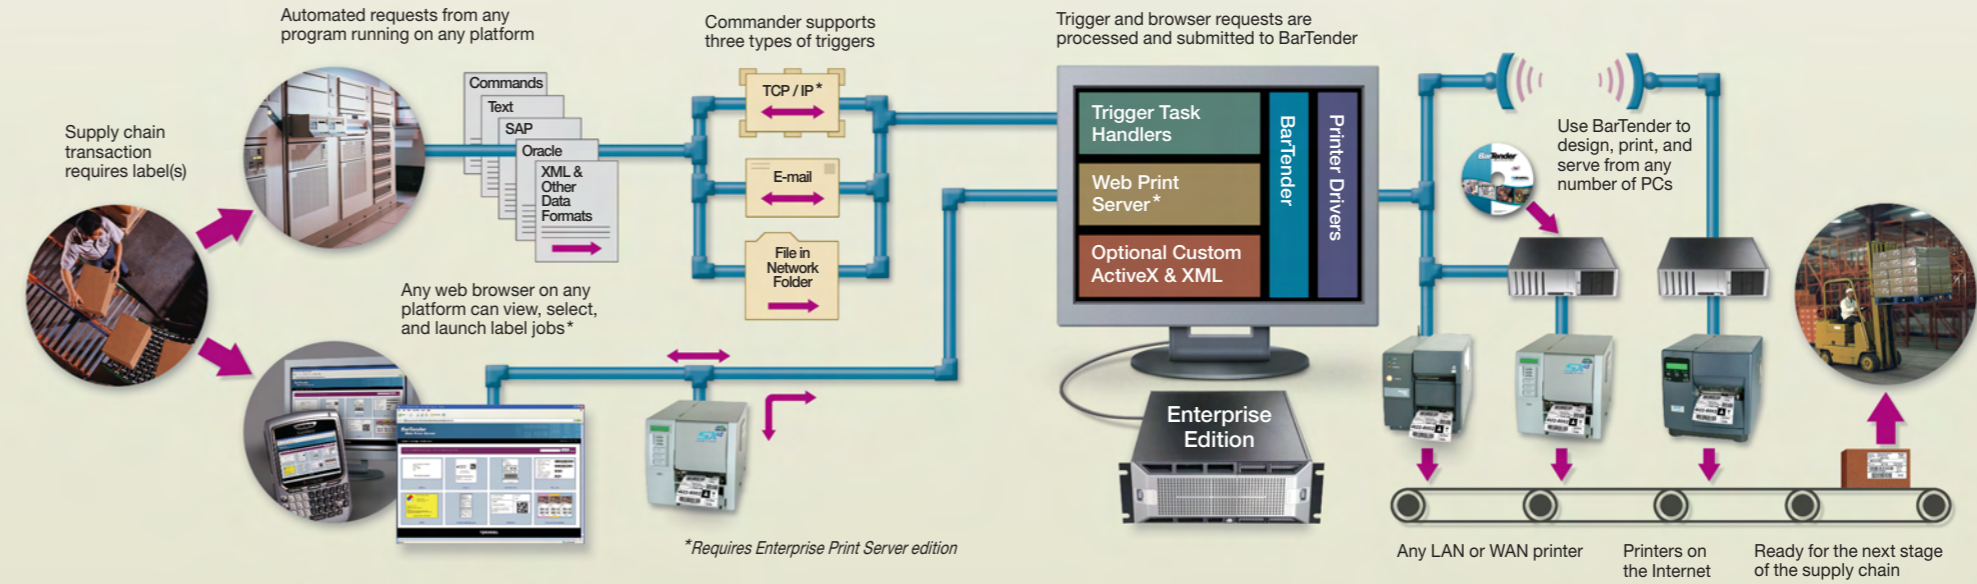 Supply chain
transaction
requires label(s)
Automated requests from any
program running on any platform
Commands
Text
SAP
Oracle
XML &
Other
Data
Formats
Any web browser on any
platform can view, select,
and launch label jobs*
Commander supports
three types of triggers
TCP / IP*
E-mail
File in
Network
Folder
*Requires Enterprise Print Server edition
Trigger and browser requests are
processed and submitted to BarTender
Trigger Task
Handlers
Web Print
Server*
Optional Custom
ActiveX & XML
BarTender
Printer Drivers
Enterprise
Edition
Use BarTender to
design, print, and
serve from any
number of PCs
BarTender
Any LAN or WAN printer
Printers on
the Internet
Ready for the next stage
of the supply chain